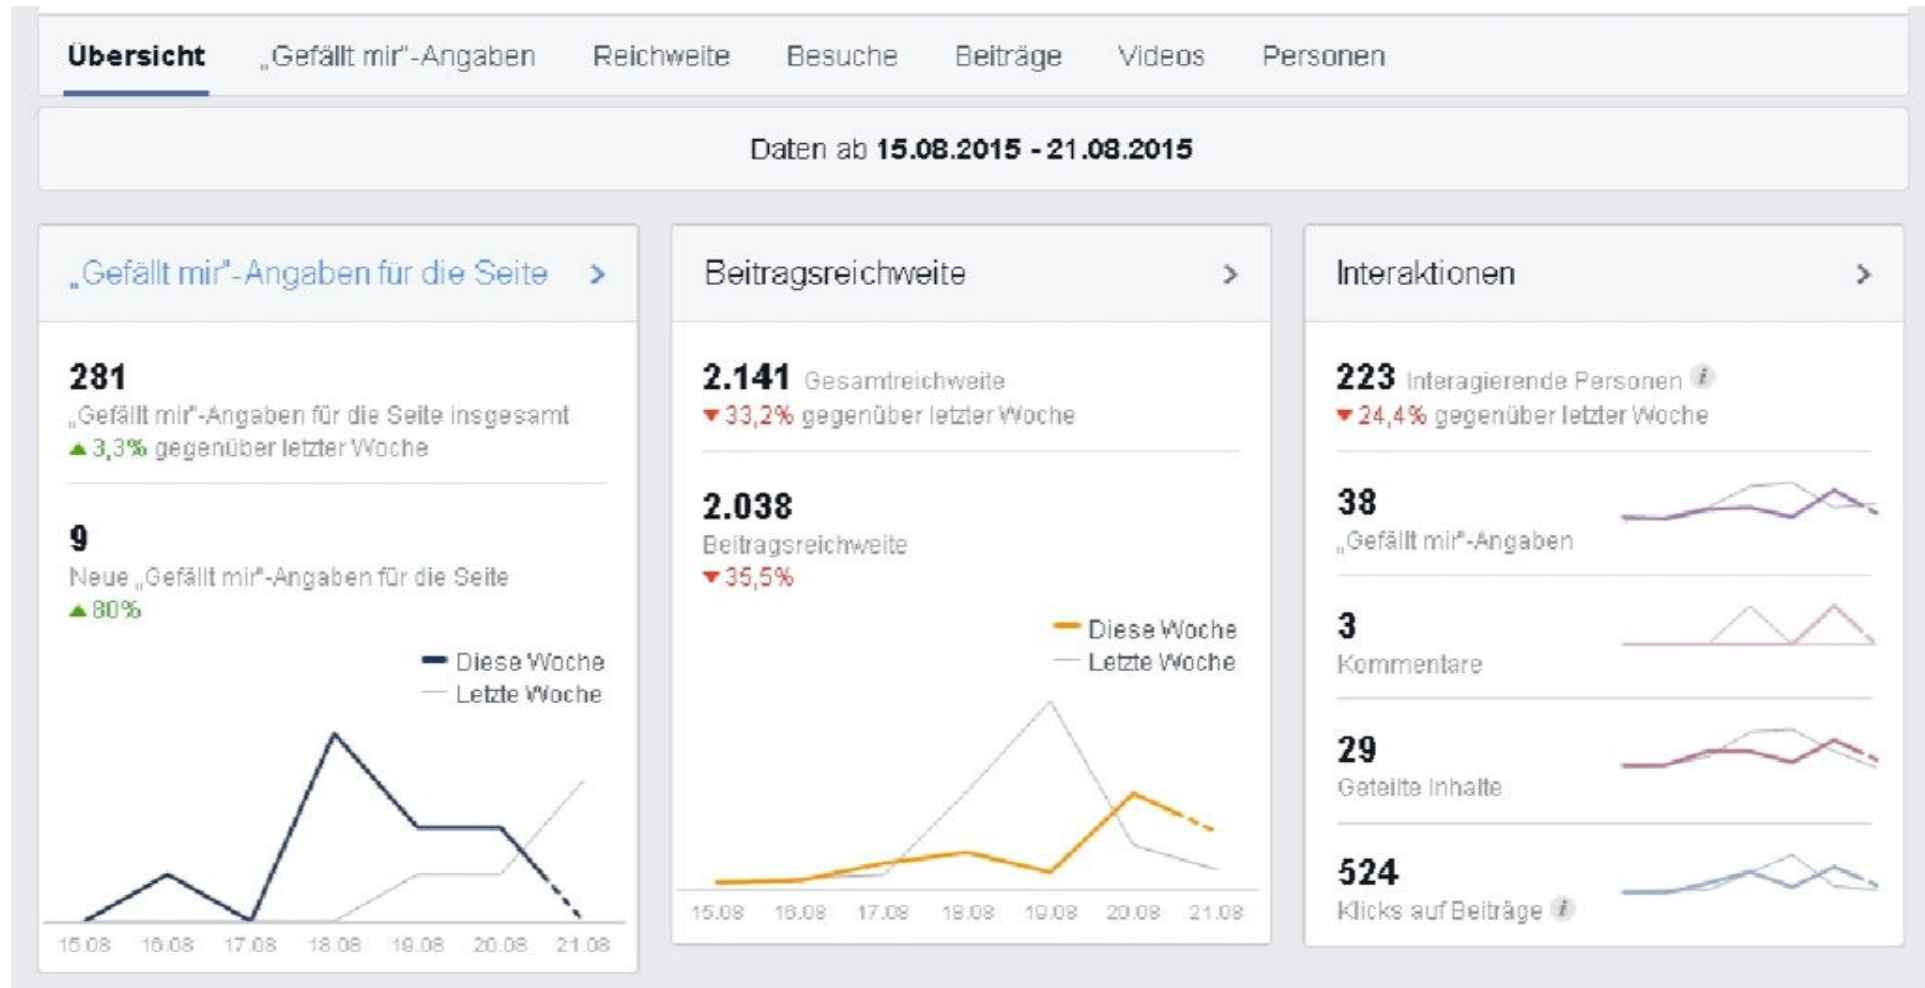 Übersicht „Gefällt mir"-Angaben Reichweite Besuche Beiträge Videos Personen
Daten ab 15.08.2015 - 21.08.2015
„Gefällt mir"-Angaben für die Seite
281
„Gefällt mir"-Angaben für die Seite insgesamt
▲3,3% gegenüber letzter Woche
9
Neue „Gefällt mir"-Angaben für die Seite
▲80%
Diese Woche
Letzte Woche
15.08 16.08 17.08 18.08 19.08 20.08 21.08
Beitragsreichweite
2.141 Gesamtreichweite
▼33,2% gegenüber letzter Woche
2.038
Beitragsreichweite
▼35,5%
Diese Woche
Letzte Woche
15.08 16.08 17.08 18.08 19.08 20.08 21.08
Interaktionen
223 Interagierende Personen i
▼24,4% gegenüber letzter Woche
38
„Gefällt mir"-Angaben
3
Kommentare
29
Geteilte Inhalte
524
Klicks auf Beiträge i